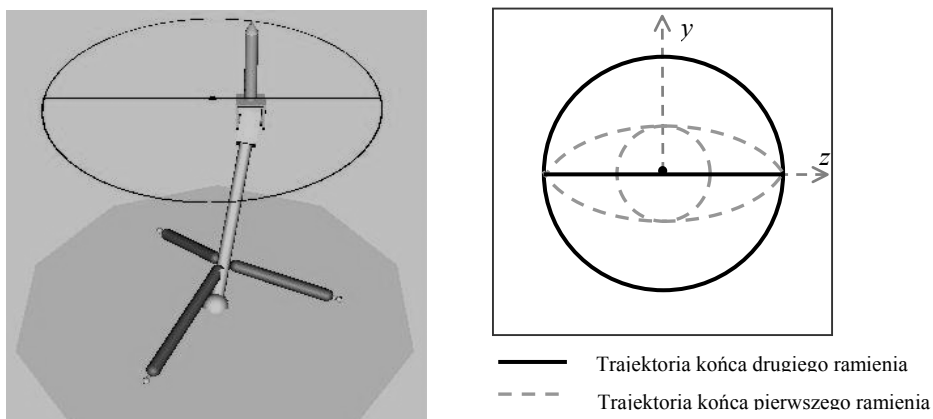 y
z
Trajektoria końca drugiego ramienia
Trajektoria końca pierwszego ramienia